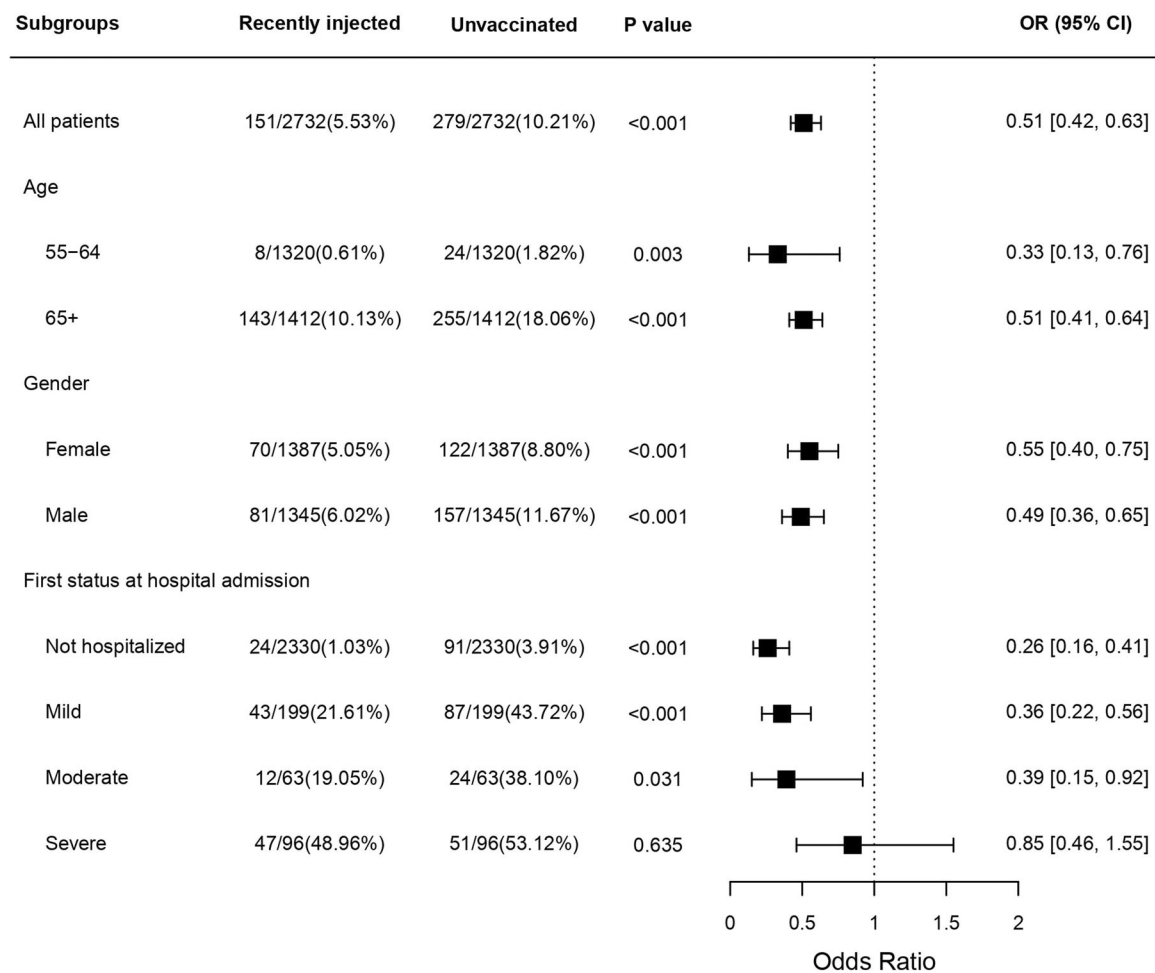 Subgroups Recently injected Unvaccinated P value OR (95% CI)
All patients 151/2732(5.53%) 279/2732(10.21%) <0.001 0.51 [0.42, 0.63]
Age
55−64 8/1320(0.61%) 24/1320(1.82%) 0.003 0.33 [0.13, 0.76]
65+ 143/1412(10.13%) 255/1412(18.06%) <0.001 0.51 [0.41, 0.64]
Gender
Female 70/1387(5.05%) 122/1387(8.80%) <0.001 0.55 [0.40, 0.75]
Male 81/1345(6.02%) 157/1345(11.67%) <0.001 0.49 [0.36, 0.65]
First status at hospital admission
Not hospitalized 24/2330(1.03%) 91/2330(3.91%) <0.001 0.26 [0.16, 0.41]
Mild 43/199(21.61%) 87/199(43.72%) <0.001 0.36 [0.22, 0.56]
Moderate 12/63(19.05%) 24/63(38.10%) 0.031 0.39 [0.15, 0.92]
Severe 47/96(48.96%) 51/96(53.12%) 0.635 0.85 [0.46, 1.55]
0 0.5 1 1.5 2
Odds Ratio